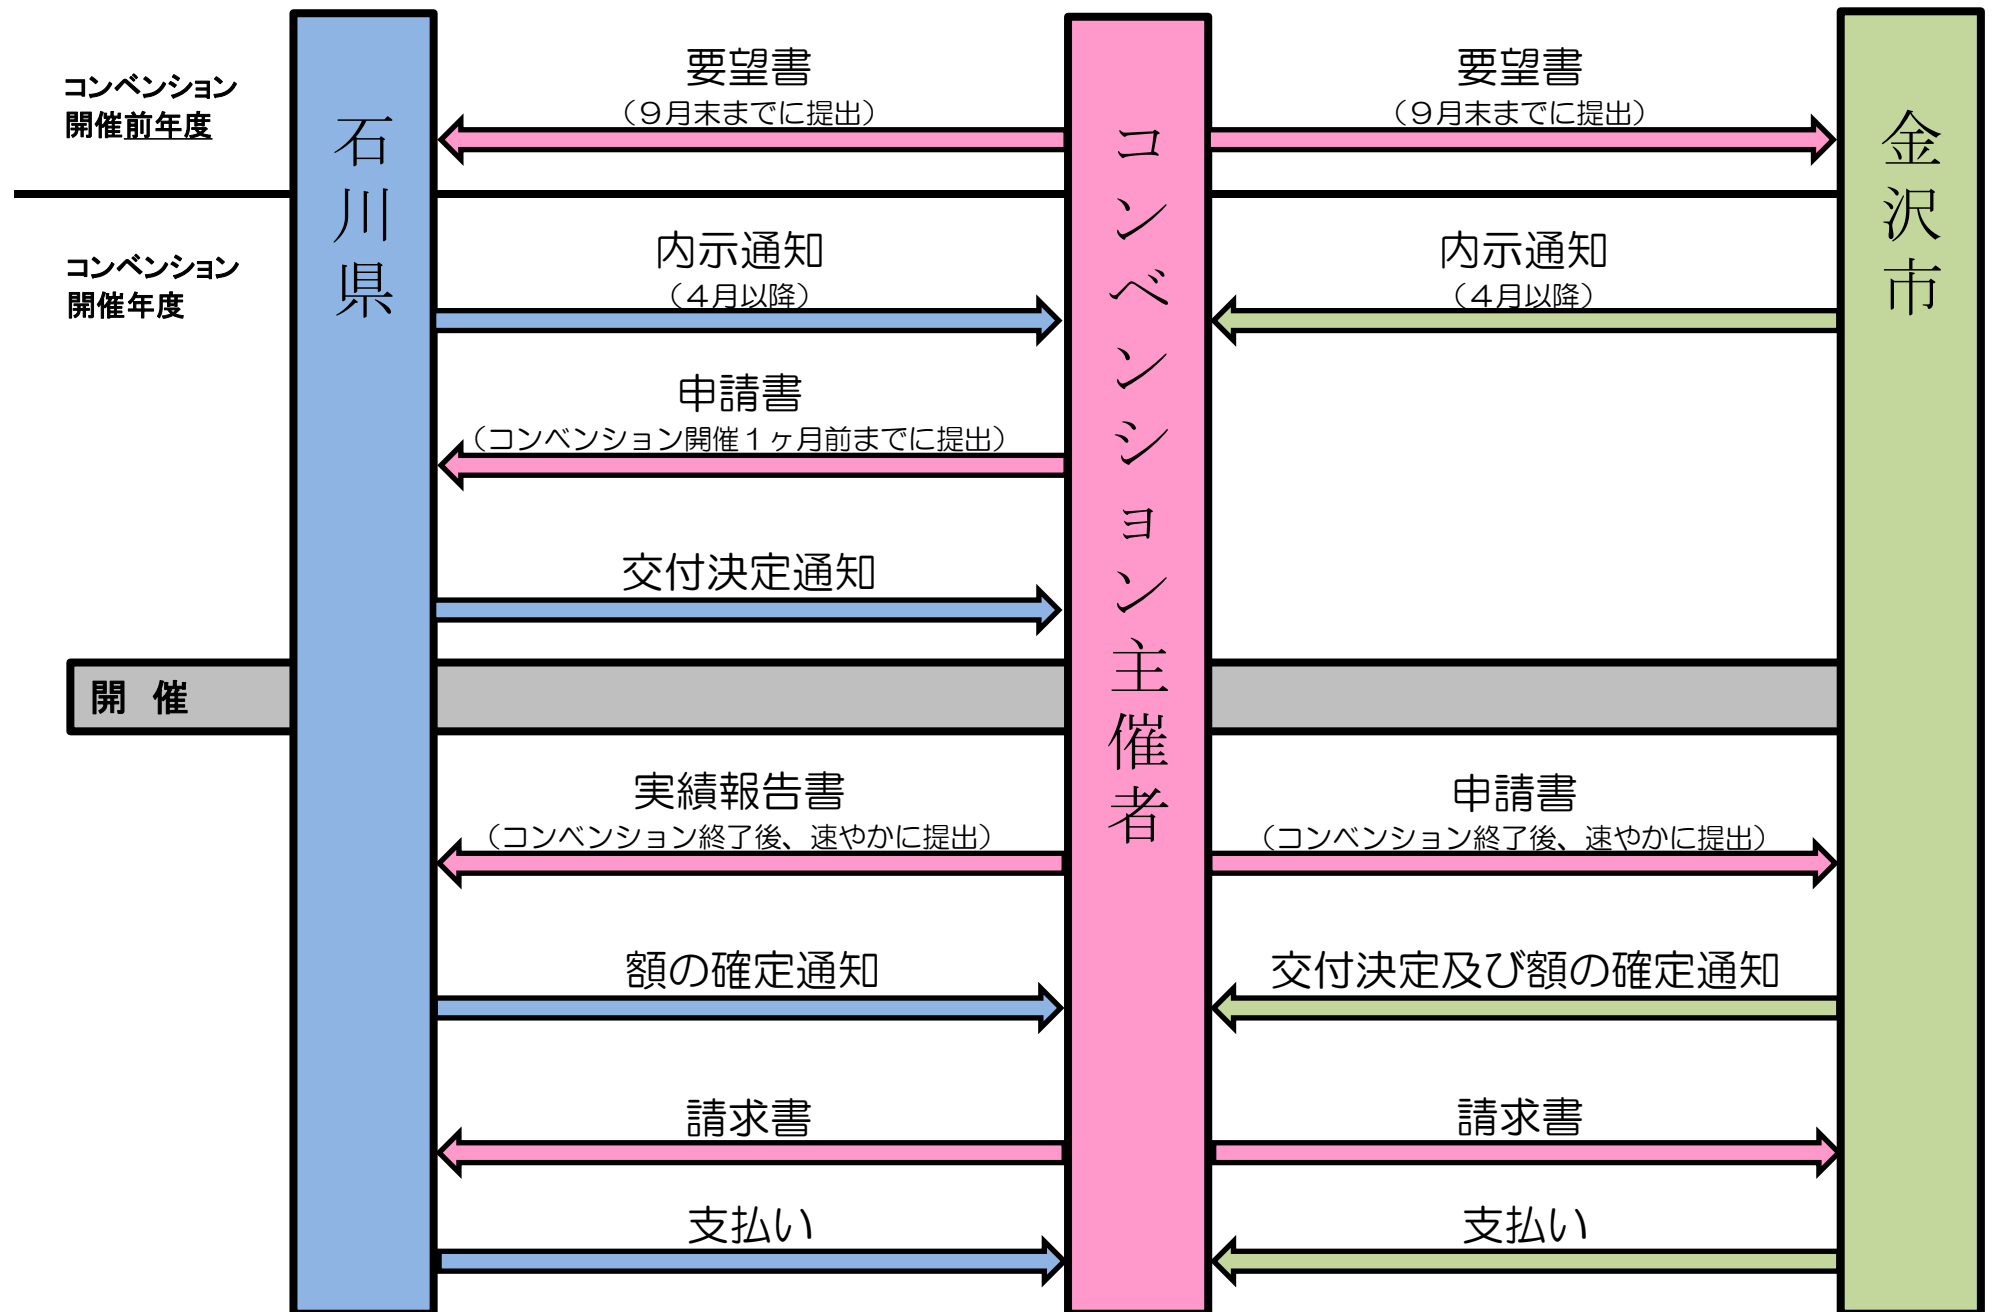 コンベンション
開催前年度
石川県
要望書
（９月末までに提出）
コンベンション主催者
要望書
（９月末までに提出）
金沢市
コンベンション
開催年度
内示通知
（４月以降）
内示通知
（４月以降）
申請書
（コンベンション開催１ヶ月前までに提出）
交付決定通知
開 催
実績報告書
（コンベンション終了後、速やかに提出）
申請書
（コンベンション終了後、速やかに提出）
額の確定通知
交付決定及び額の確定通知
請求書
請求書
支払い
支払い